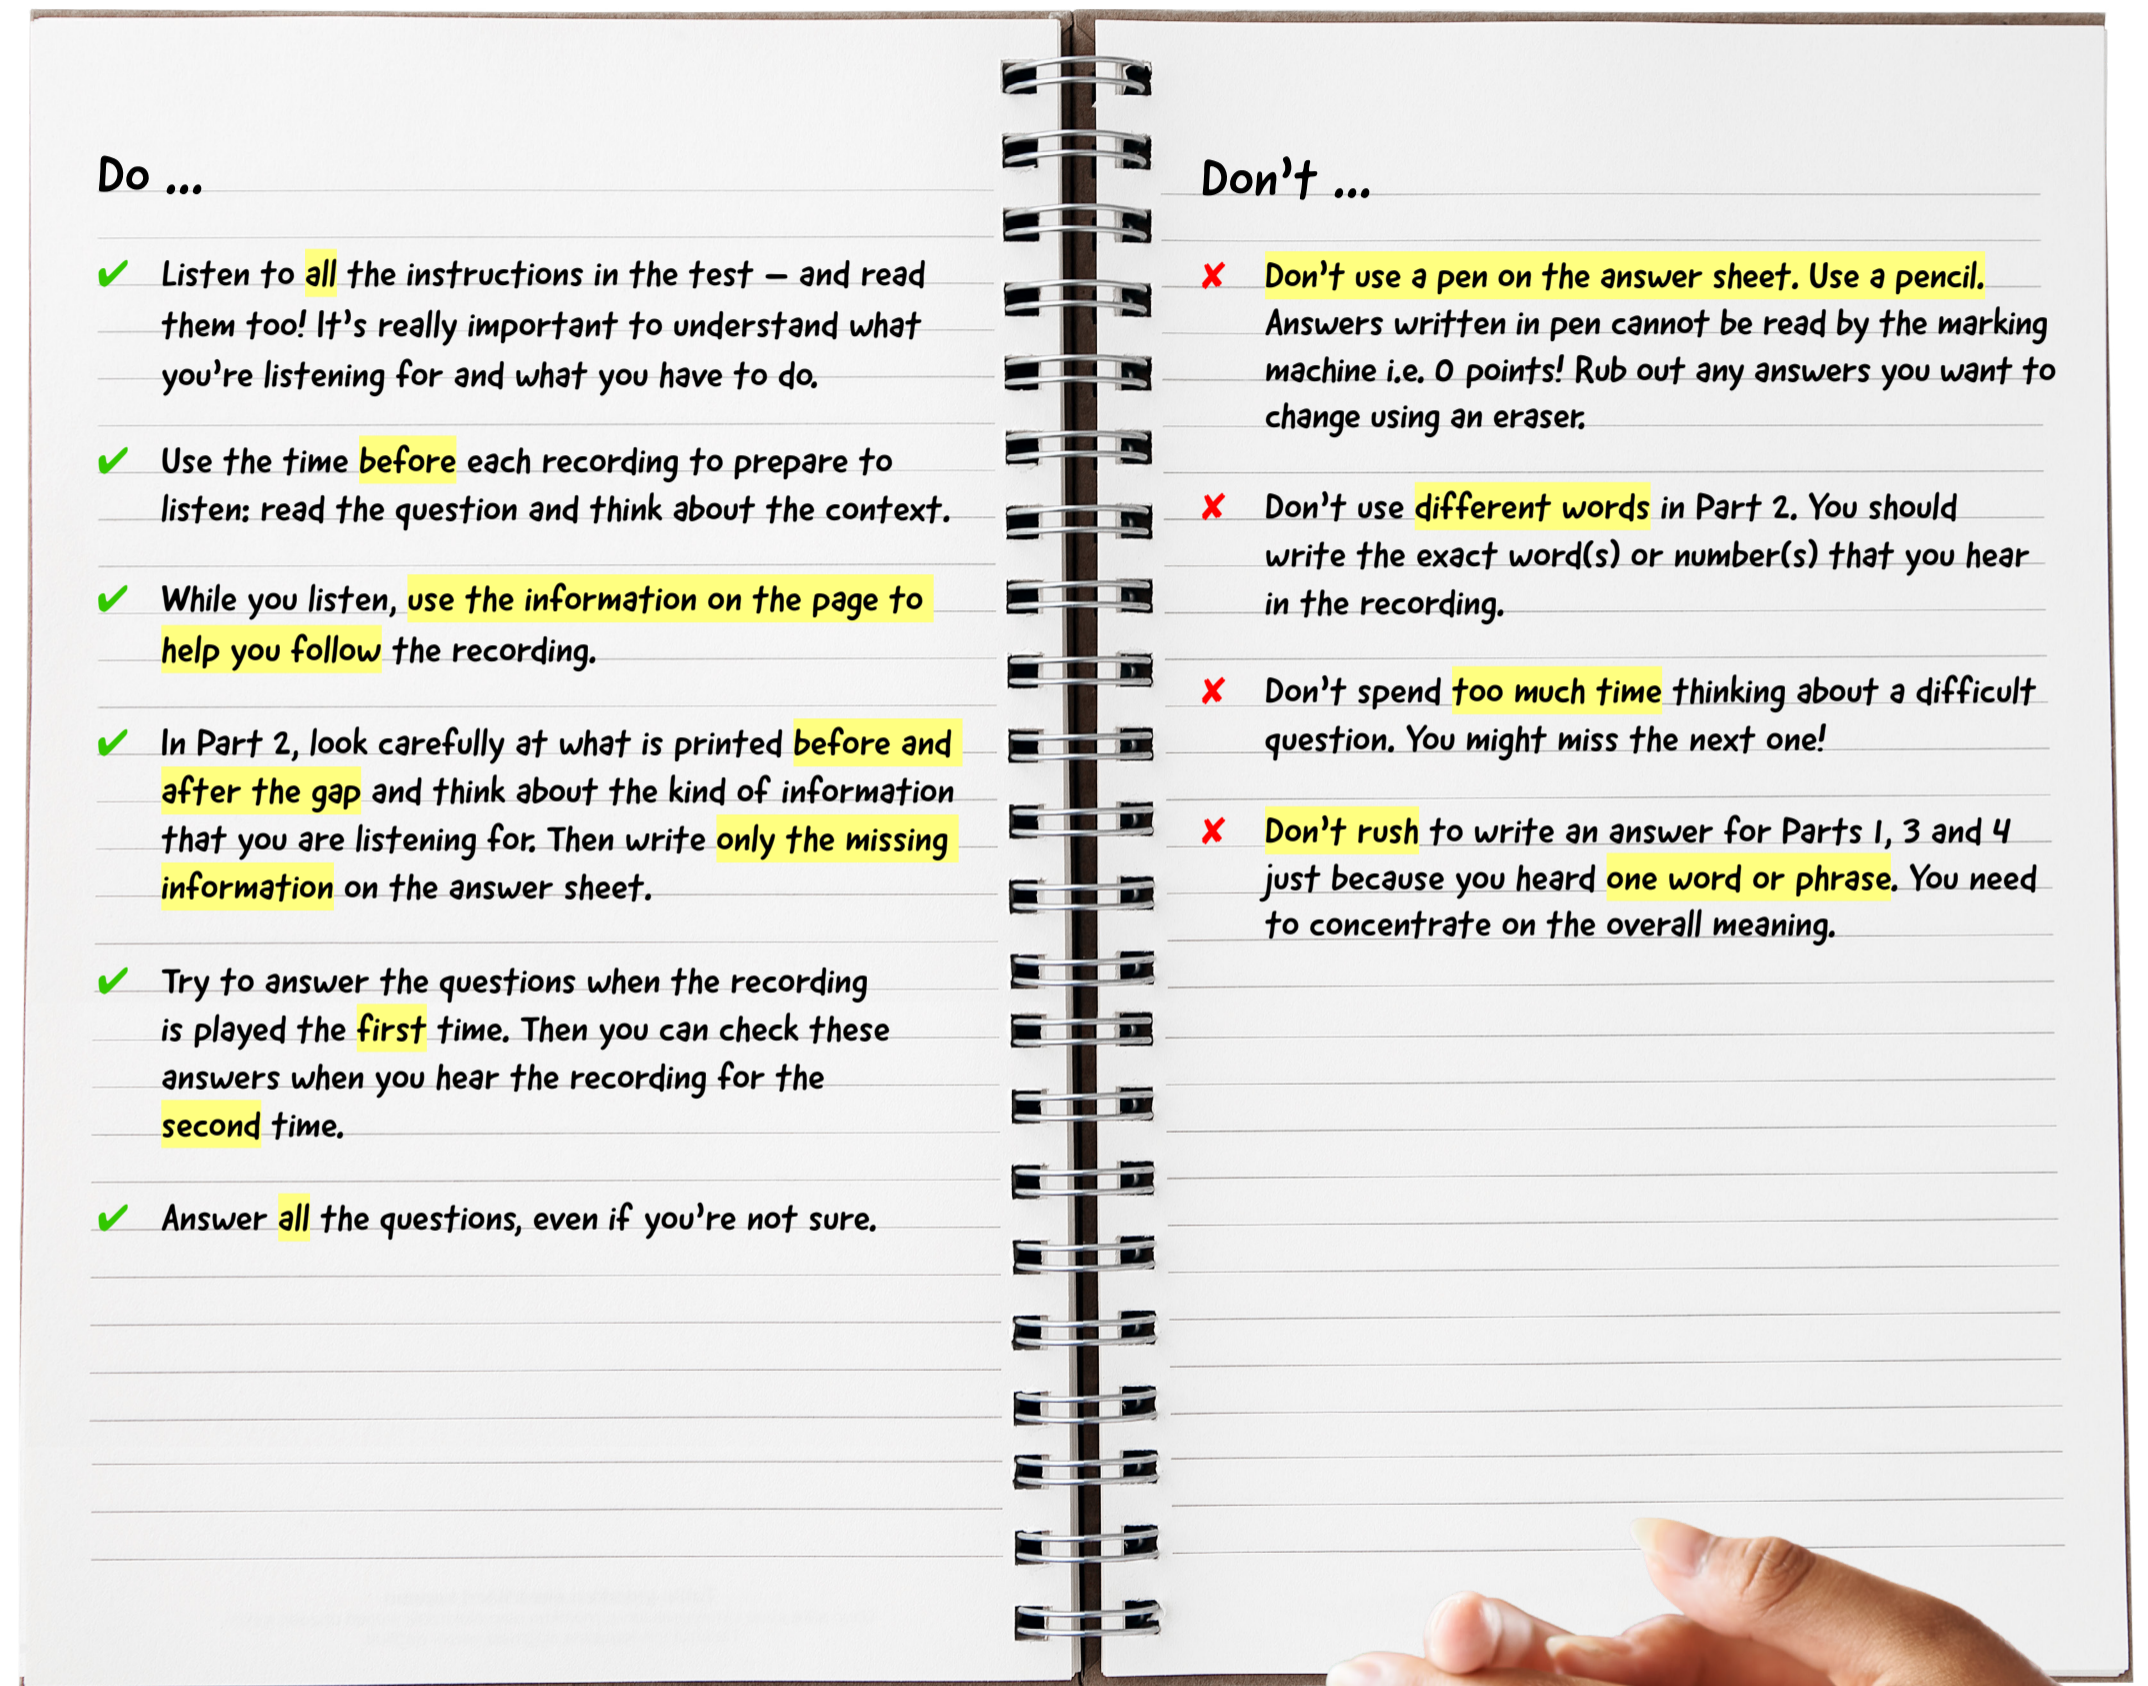 Do ...
✔ Listen to all the instructions in the test – and read
them too! It's really important to understand what
you're listening for and what you have to do.
✔ Use the time before each recording to prepare to
listen: read the question and think about the context.
✔ While you listen, use the information on the page to
help you follow the recording.
✔ In Part 2, look carefully at what is printed before and
after the gap and think about the kind of information
that you are listening for. Then write only the missing
information on the answer sheet.
✔ Try to answer the questions when the recording
is played the first time. Then you can check these
answers when you hear the recording for the
second time.
✔ Answer all the questions, even if you're not sure.
Don't ...
✘ Don't use a pen on the answer sheet. Use a pencil.
Answers written in pen cannot be read by the marking
machine i.e. 0 points! Rub out any answers you want to
change using an eraser.
✘ Don't use different words in Part 2. You should
write the exact word(s) or number(s) that you hear
in the recording.
✘ Don't spend too much time thinking about a difficult
question. You might miss the next one!
✘ Don't rush to write an answer for Parts 1, 3 and 4
just because you heard one word or phrase. You need
to concentrate on the overall meaning.